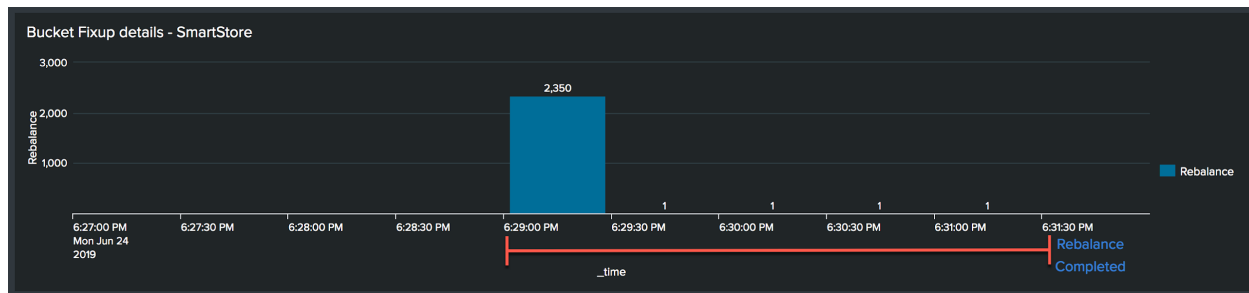 Bucket Fixup details - SmartStore
3,000
2,350
2,000
Rebalance
1,000
Rebalance
1
1
1
1
6:27:00 PM
6:27:30 PM
6:28:00 PM
6:28:30 PM
6:29:00 PM
6:29:30 PM
6:30:00 PM
6:30:30 PM
6:31:00 PM
6:31:30 PM
Mon Jun 24
2019
Rebalance
Completed
_time